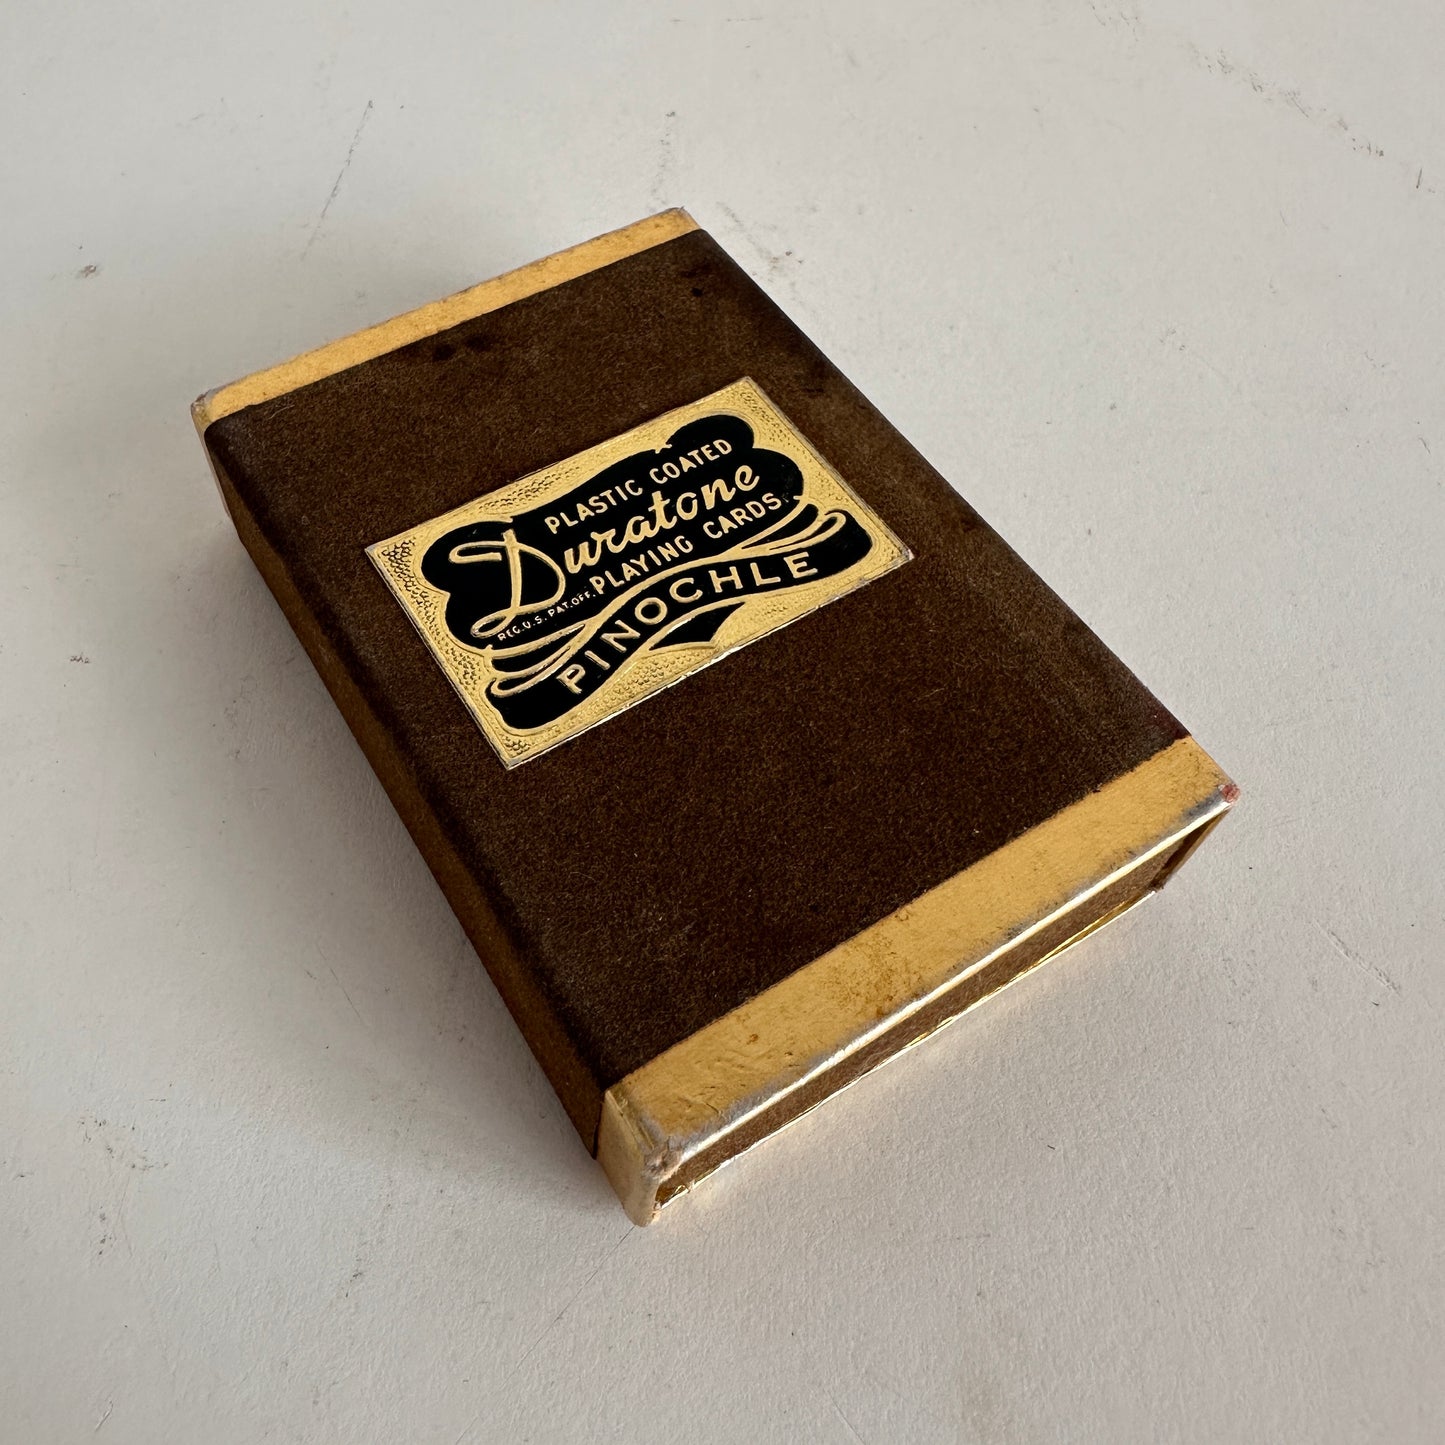 PLASTIC COATED
Duratone
REG. U.S. PAT. OFF. PLAYING CARDS
PINOCHLE